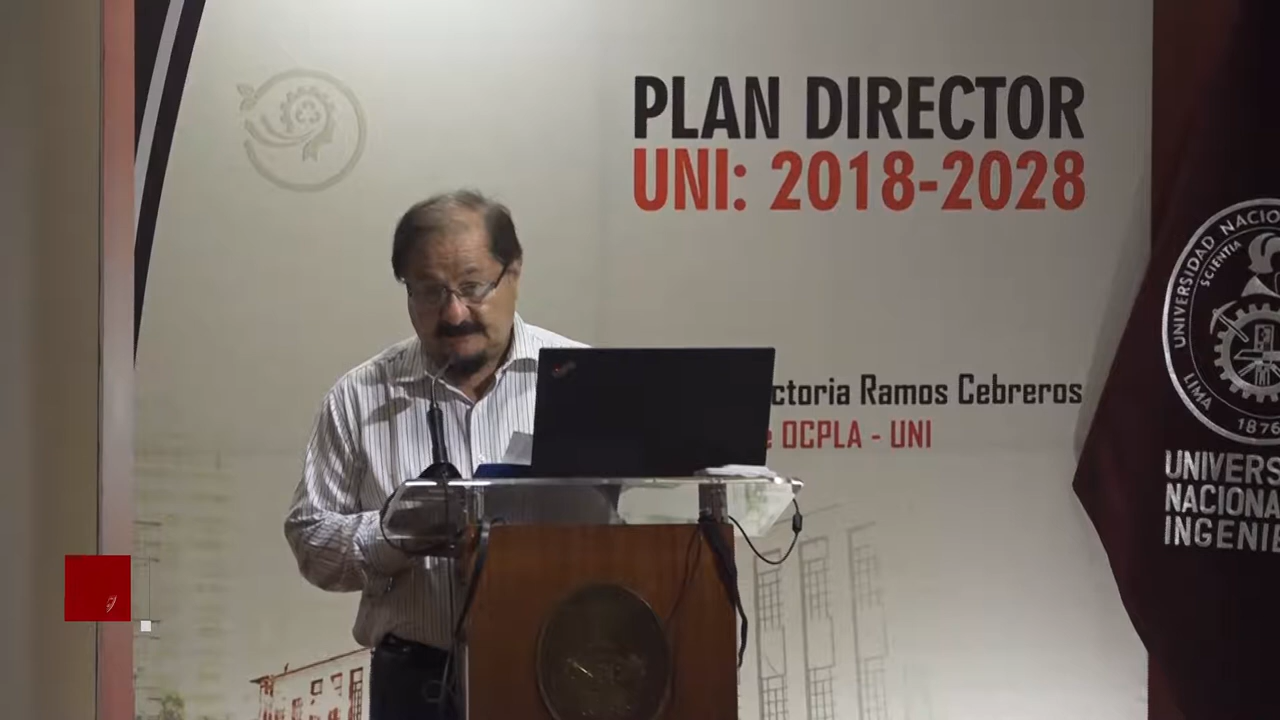 PLAN DIRECTOR
UNI: 2018-2028
ctoria Ramos Cebreros
e OCPLA - UNI
UNIVERSIDAD NACIO
SCIENTIA
LIMA
1876
UNIVERS
NACIONA
INGENIE